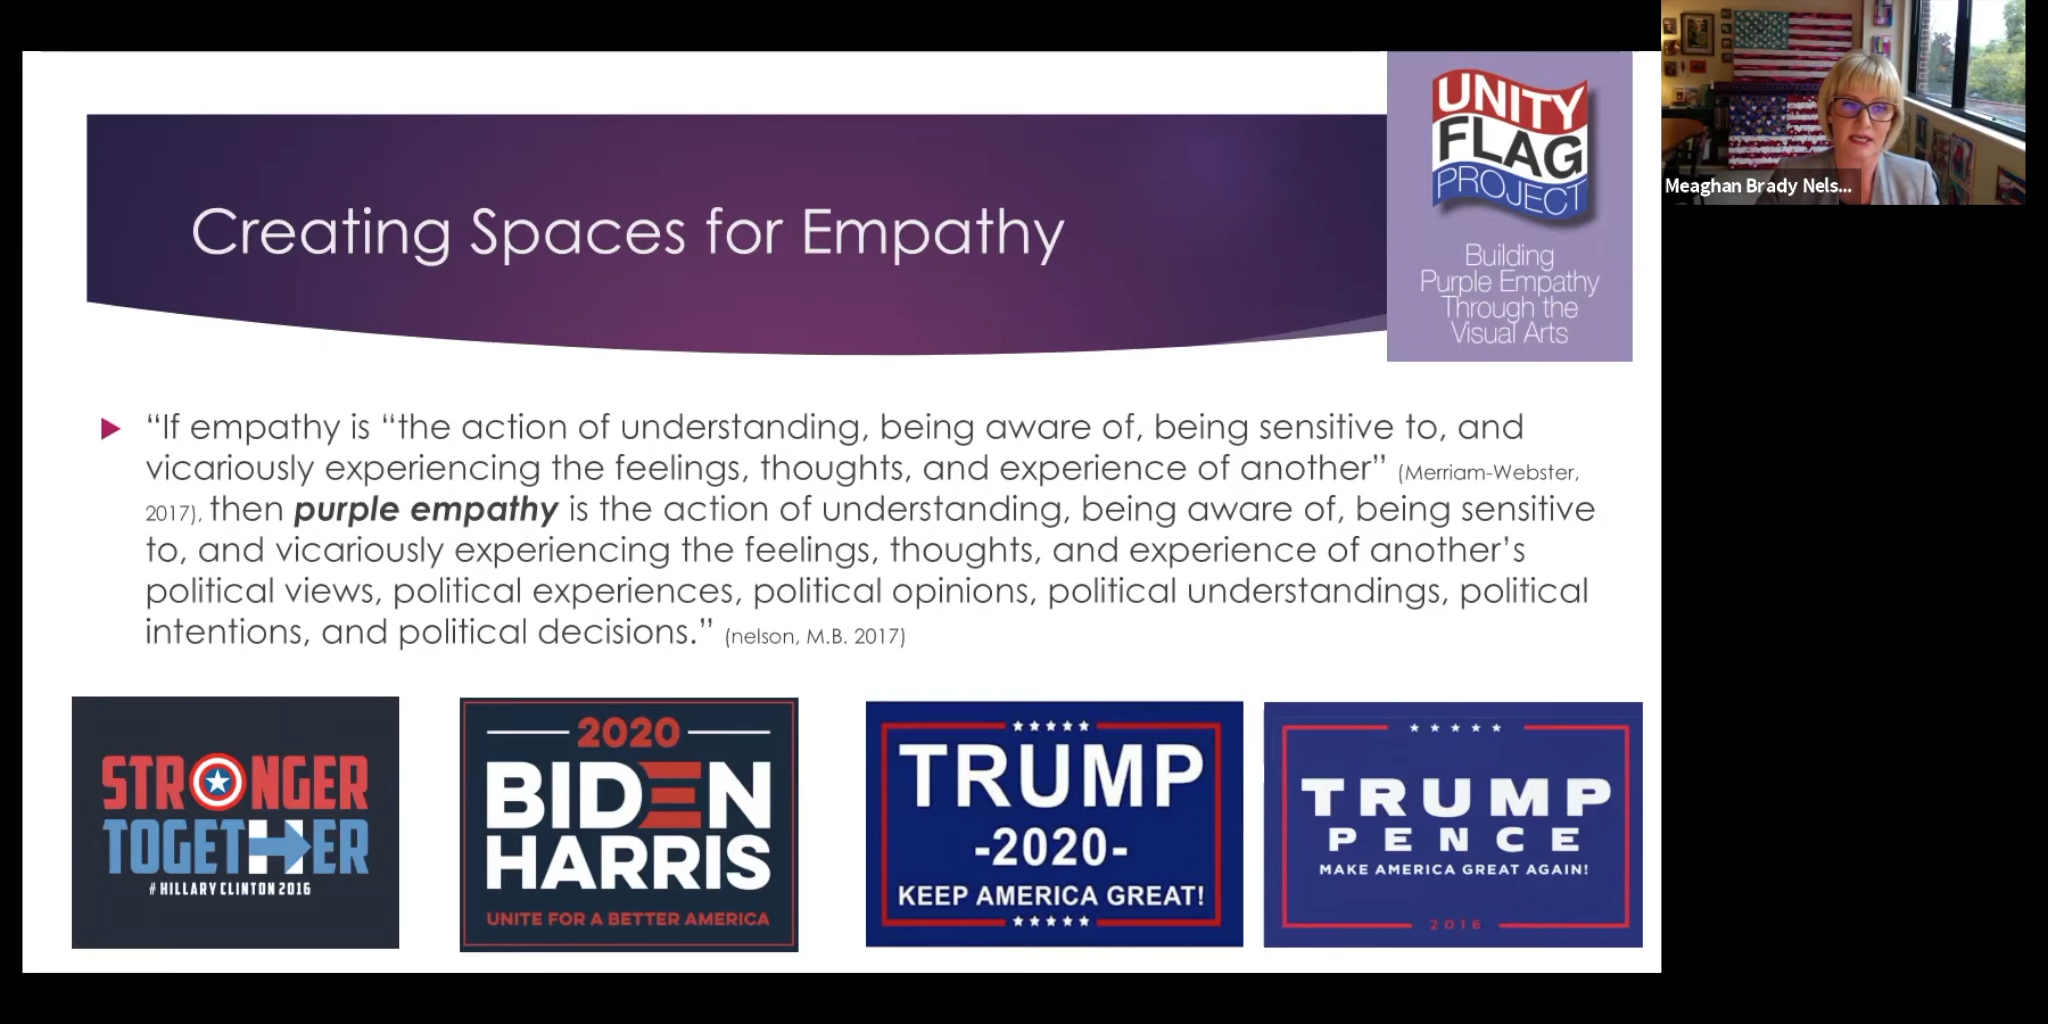 Creating Spaces for Empathy
UNITY
FLAG
PROJECT
Building
Purple Empathy
Through the
Visual Arts
Meaghan Brady Nels...
“If empathy is “the action of understanding, being aware of, being sensitive to, and
vicariously experiencing the feelings, thoughts, and experience of another” (Merriam-Webster,
2017), then purple empathy is the action of understanding, being aware of, being sensitive
to, and vicariously experiencing the feelings, thoughts, and experience of another’s
political views, political experiences, political opinions, political understandings, political
intentions, and political decisions.” (nelson, M.B. 2017)
STRONGER
TOGETHER
#HILLARY CLINTON 2016
2020
BIDEN
HARRIS
UNITE FOR A BETTER AMERICA
TRUMP
-2020-
KEEP AMERICA GREAT!
TRUMP
PENCE
MAKE AMERICA GREAT AGAIN!
2016